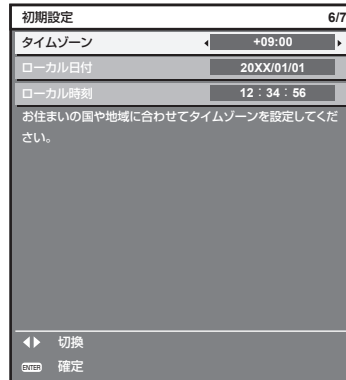 初期設定 6/7
タイムゾーン +09:00
ローカル日付 20XX/01/01
ローカル時刻 12：34：56
お住まいの国や地域に合わせてタイムゾーンを設定してくだ
さい。
切換
ENTER 確定